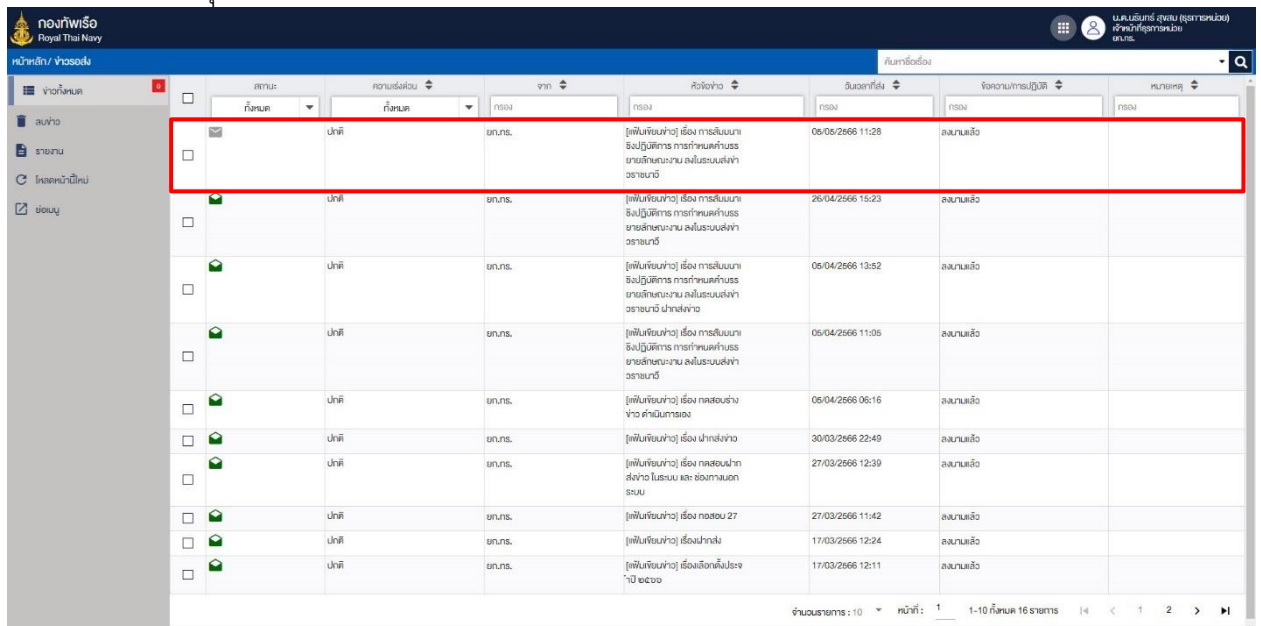 กองทัพเรือ
Royal Thai Navy
น.ต.นรินทร์ สุขสม (ธุรการหน่วย)
เจ้าหน้าที่ธุรการหน่วย
ยก.ทร.
หน้าหลัก/ ข่าวรอส่ง
ค้นหาชื่อเรื่อง
ข่าวทั้งหมด 0
ลบข่าว
รายงาน
โหลดหน้านี้ใหม่
ย่อเมนู
สถานะ ความเร่งด่วน จาก หัวข้อข่าว วันเวลาที่ส่ง ข้อความ/การปฏิบัติ หมายเหตุ
ทั้งหมด ทั้งหมด กรอง กรอง กรอง กรอง กรอง
ปกติ ยก.ทร. [แฟ้มเขียนข่าว] เรื่อง การสัมมนาเ 05/05/2566 11:28 ลงนามแล้ว
ชิงปฏิบัติการ การกำหนดคำบรร
ยายลักษณะงาน ลงในระบบส่งข่า
วราชนาวี
ปกติ ยก.ทร. [แฟ้มเขียนข่าว] เรื่อง การสัมมนาเ 26/04/2566 15:23 ลงนามแล้ว
ชิงปฏิบัติการ การกำหนดคำบรร
ยายลักษณะงาน ลงในระบบส่งข่า
วราชนาวี
ปกติ ยก.ทร. [แฟ้มเขียนข่าว] เรื่อง การสัมมนาเ 05/04/2566 13:52 ลงนามแล้ว
ชิงปฏิบัติการ การกำหนดคำบรร
ยายลักษณะงาน ลงในระบบส่งข่า
วราชนาวี ฝากส่งข่าว
ปกติ ยก.ทร. [แฟ้มเขียนข่าว] เรื่อง การสัมมนาเ 05/04/2566 11:05 ลงนามแล้ว
ชิงปฏิบัติการ การกำหนดคำบรร
ยายลักษณะงาน ลงในระบบส่งข่า
วราชนาวี
ปกติ ยก.ทร. [แฟ้มเขียนข่าว] เรื่อง ทดสอบร่าง 05/04/2566 06:16 ลงนามแล้ว
ข่าว ดำเนินการเอง
ปกติ ยก.ทร. [แฟ้มเขียนข่าว] เรื่อง ฝากส่งข่าว 30/03/2566 22:49 ลงนามแล้ว
ปกติ ยก.ทร. [แฟ้มเขียนข่าว] เรื่อง ทดสอบฝาก 27/03/2566 12:39 ลงนามแล้ว
ส่งข่าว ในระบบ และ ช่องทางนอก
ระบบ
ปกติ ยก.ทร. [แฟ้มเขียนข่าว] เรื่อง ทอสอบ 27 27/03/2566 11:42 ลงนามแล้ว
ปกติ ยก.ทร. [แฟ้มเขียนข่าว] เรื่องฝากส่ง 17/03/2566 12:24 ลงนามแล้ว
ปกติ ยก.ทร. [แฟ้มเขียนข่าว] เรื่องเลือกตั้งประจ 17/03/2566 12:11 ลงนามแล้ว
ำปี ๒๕๖๖
จำนวนรายการ : 10 หน้าที่ : 1 1-10 ทั้งหมด 16 รายการ 1 2